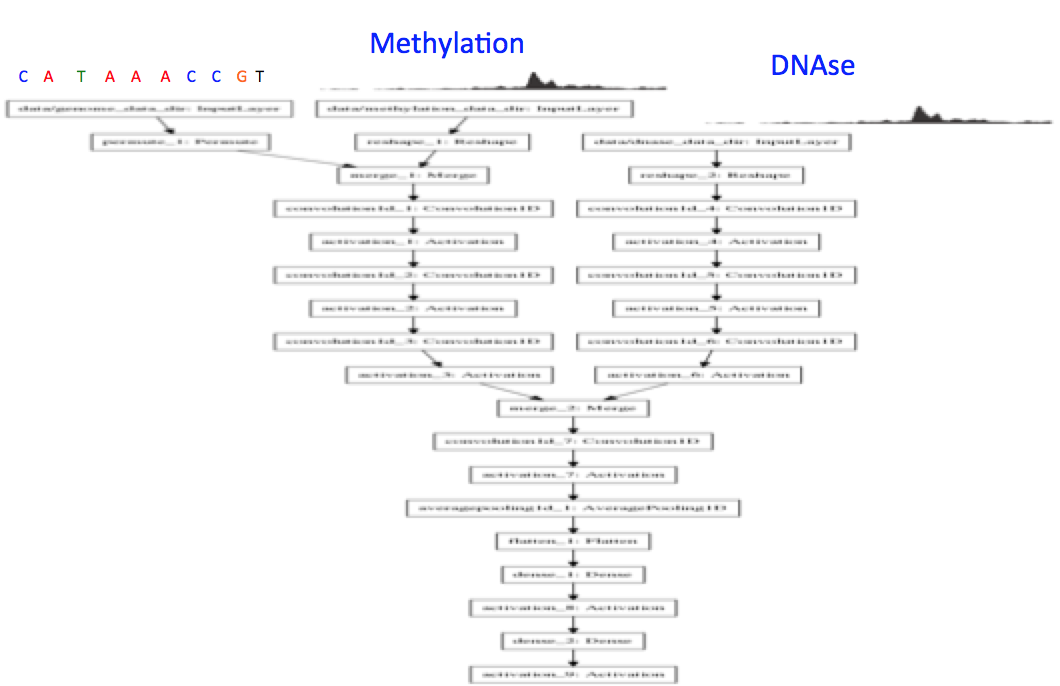 Methylation
DNAse
C A T A A A C C G T
data/genome_data_dir: InputLayer
data/methylation_data_dir: InputLayer
permute_1: Permute
reshape_1: Reshape
data/dnase_data_dir: InputLayer
merge_1: Merge
reshape_2: Reshape
convolution1d_1: Convolution1D
convolution1d_4: Convolution1D
activation_1: Activation
activation_4: Activation
convolution1d_2: Convolution1D
convolution1d_5: Convolution1D
activation_2: Activation
activation_5: Activation
convolution1d_3: Convolution1D
convolution1d_6: Convolution1D
activation_3: Activation
activation_6: Activation
merge_2: Merge
convolution1d_7: Convolution1D
activation_7: Activation
averagepooling1d_1: AveragePooling1D
flatten_1: Flatten
dense_1: Dense
activation_8: Activation
dense_2: Dense
activation_9: Activation